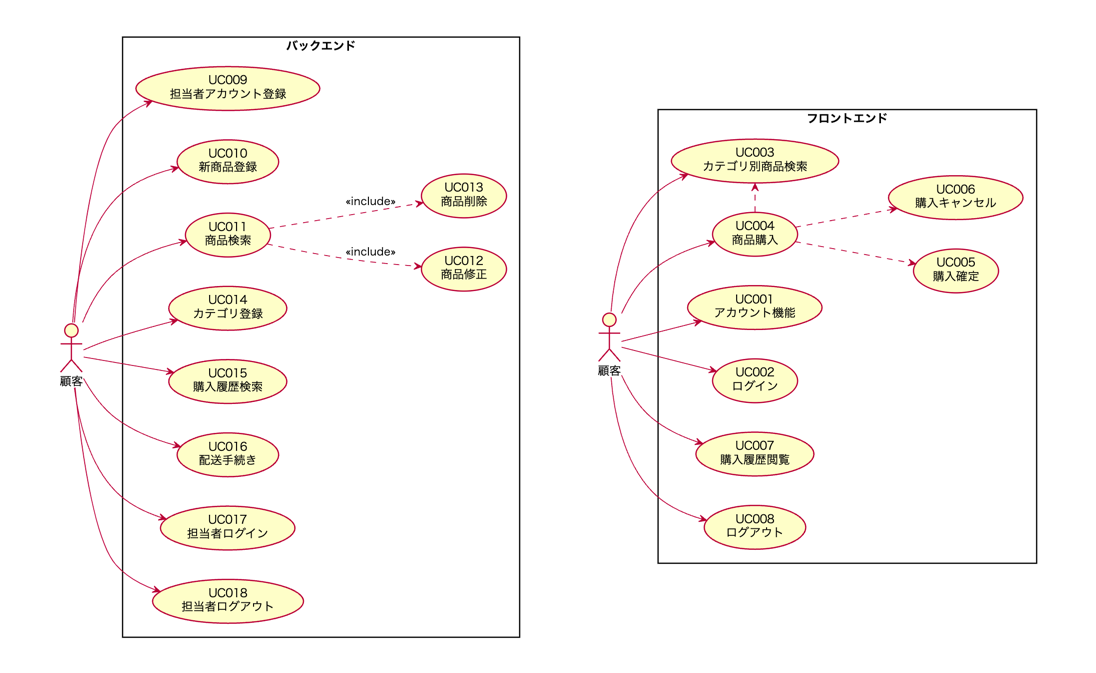 バックエンド
UC009
担当者アカウント登録
UC010
新商品登録
UC011
商品検索
«include»
UC013
商品削除
«include»
UC012
商品修正
UC014
カテゴリ登録
UC015
購入履歴検索
UC016
配送手続き
UC017
担当者ログイン
UC018
担当者ログアウト
顧客
フロントエンド
UC003
カテゴリ別商品検索
UC004
商品購入
UC006
購入キャンセル
UC005
購入確定
UC001
アカウント機能
UC002
ログイン
UC007
購入履歴閲覧
UC008
ログアウト
顧客